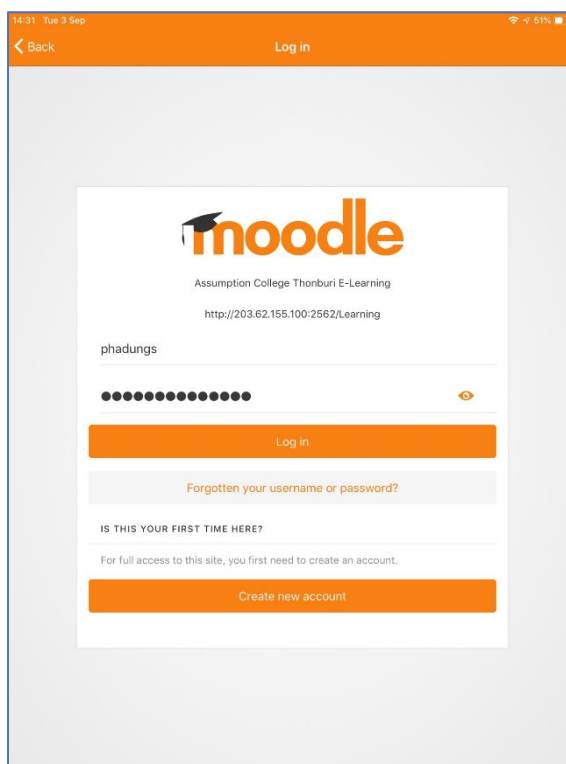 14:31 Tue 3 Sep 51%
Back Log in
moodle
Assumption College Thonburi E-Learning
http://203.62.155.100:2562/Learning
phadungs
●●●●●●●●●●●●●●
Log in
Forgotten your username or password?
IS THIS YOUR FIRST TIME HERE?
For full access to this site, you first need to create an account.
Create new account